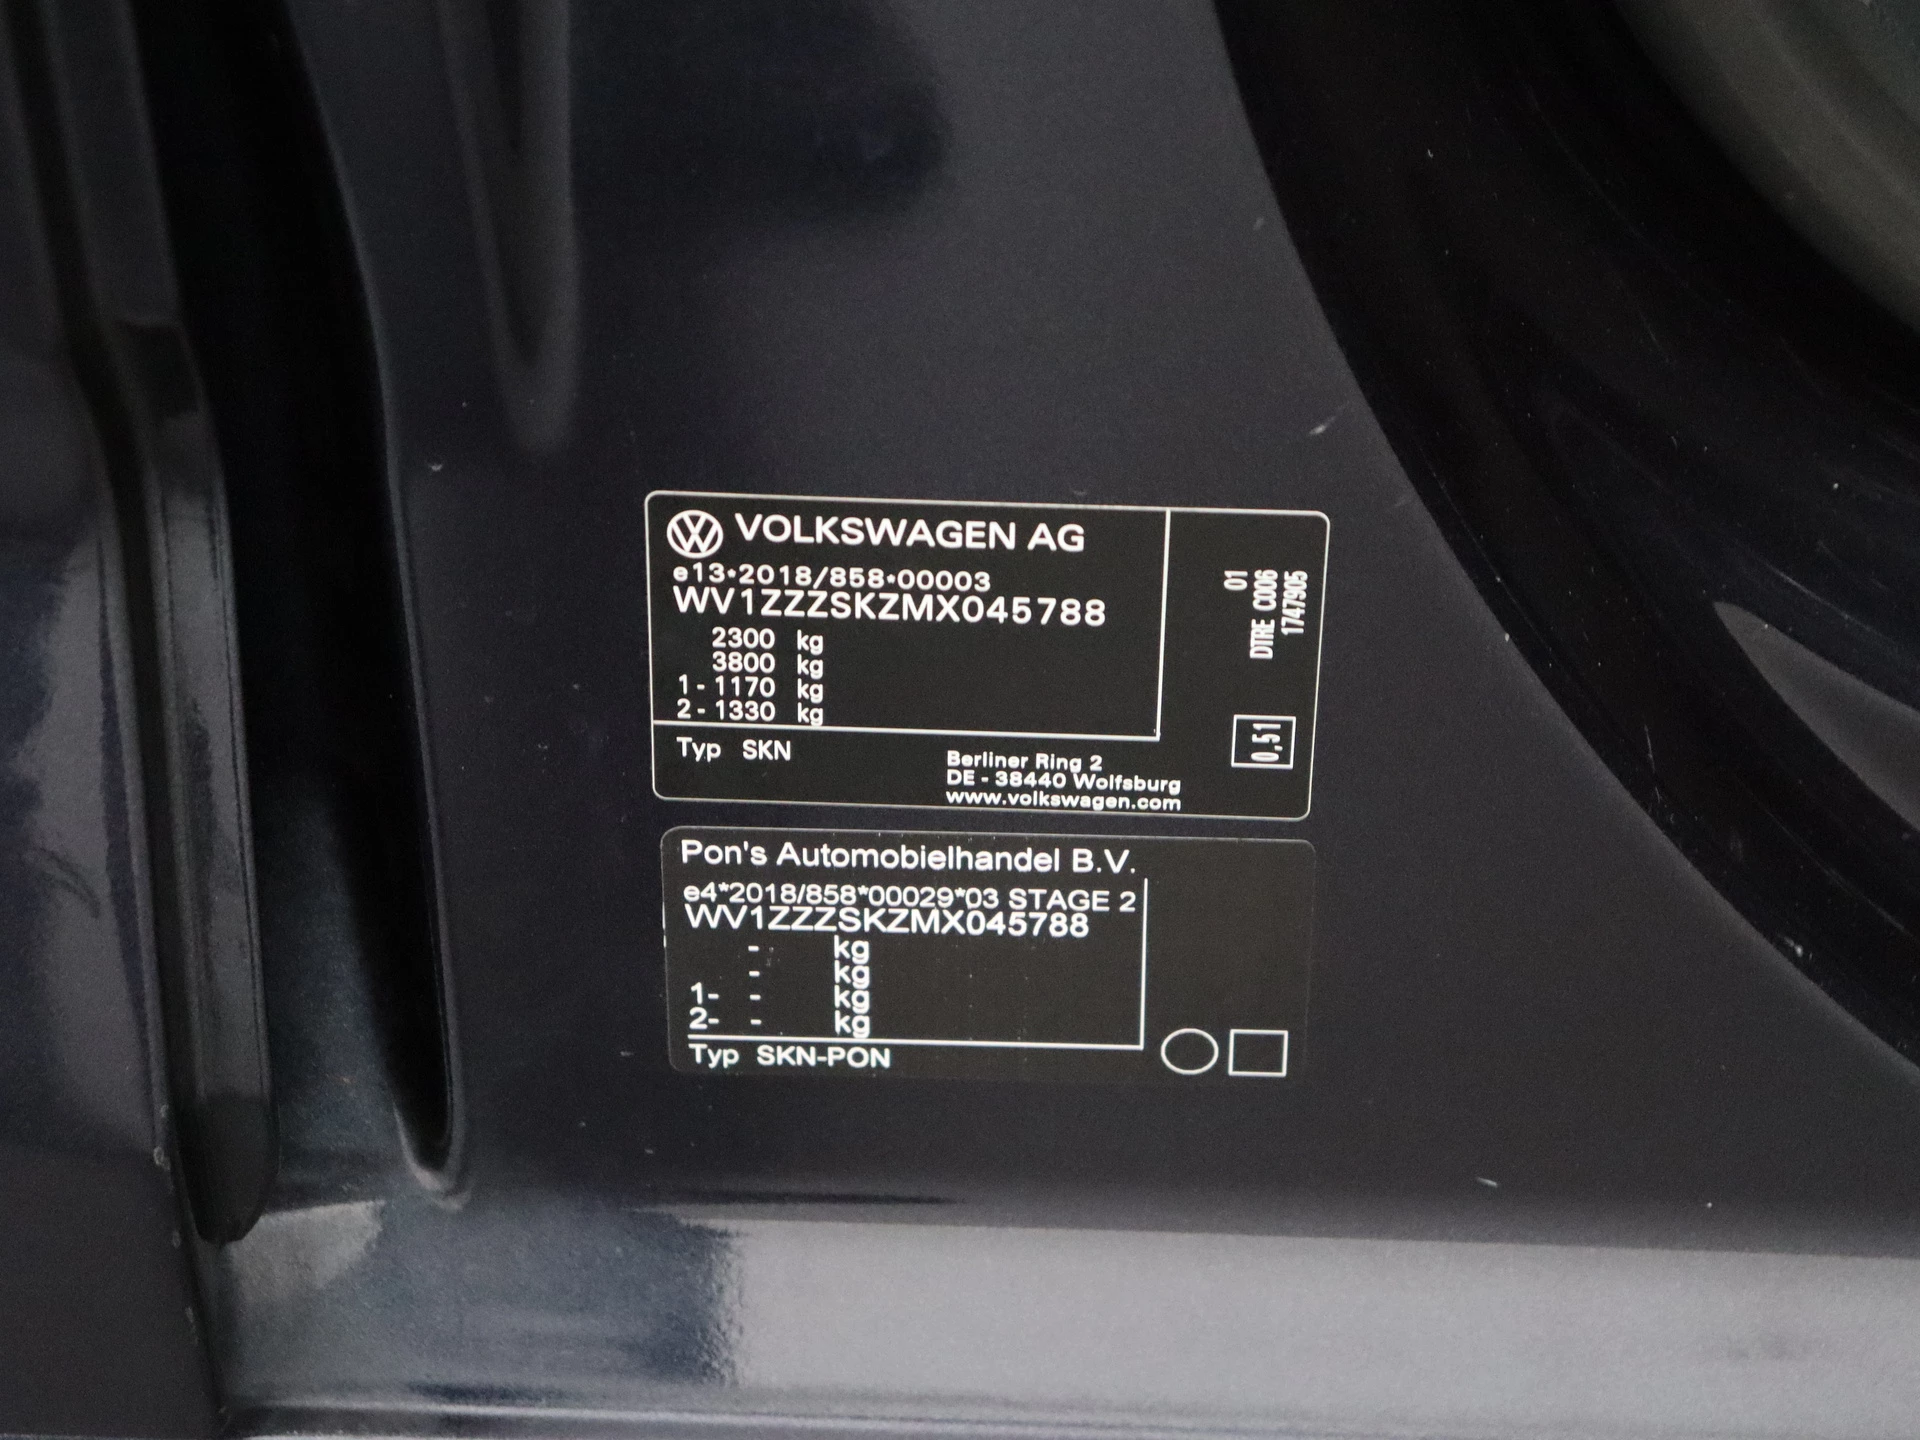 VOLKSWAGEN AG
e13*2018/858*00003
WV1ZZZSKZMX045788
2300 kg
3800 kg
1 - 1170 kg
2 - 1330 kg
Typ SKN
Berliner Ring 2
DE - 38440 Wolfsburg
www.volkswagen.com
01
DTRE C006
1747905
0,51
Pon's Automobielhandel B.V.
e4*2018/858*00029*03 STAGE 2
WV1ZZZSKZMX045788
- kg
- kg
1- - kg
2- - kg
Typ SKN-PON